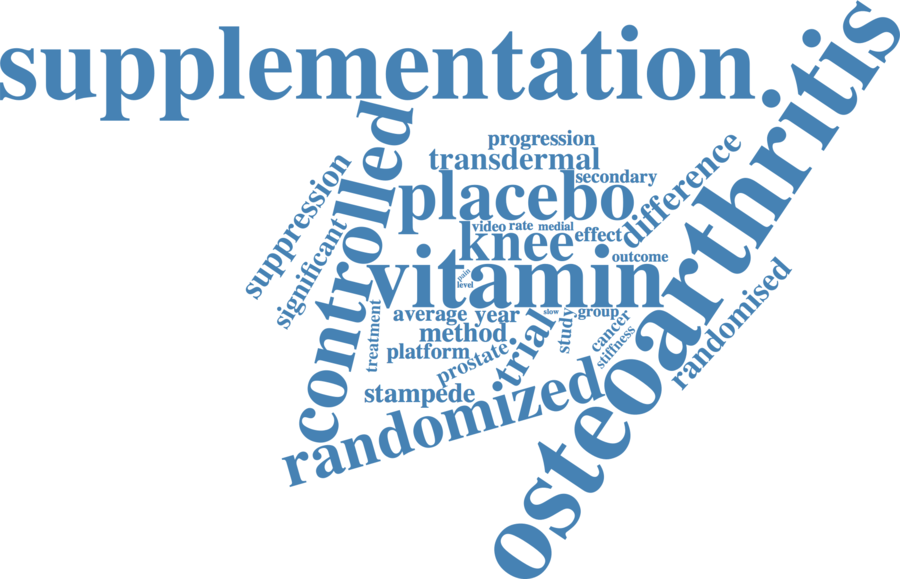 supplementation
osteoarthritis
controlled
progression
transdermal
secondary
difference
suppression
placebo
significant
video
rate
medial
effect
knee
outcome
vitamin
pain
level
randomised
treatment
average
year
slow
study
group
method
trial
cancer
stiffness
platform
prostate
stampede
randomized